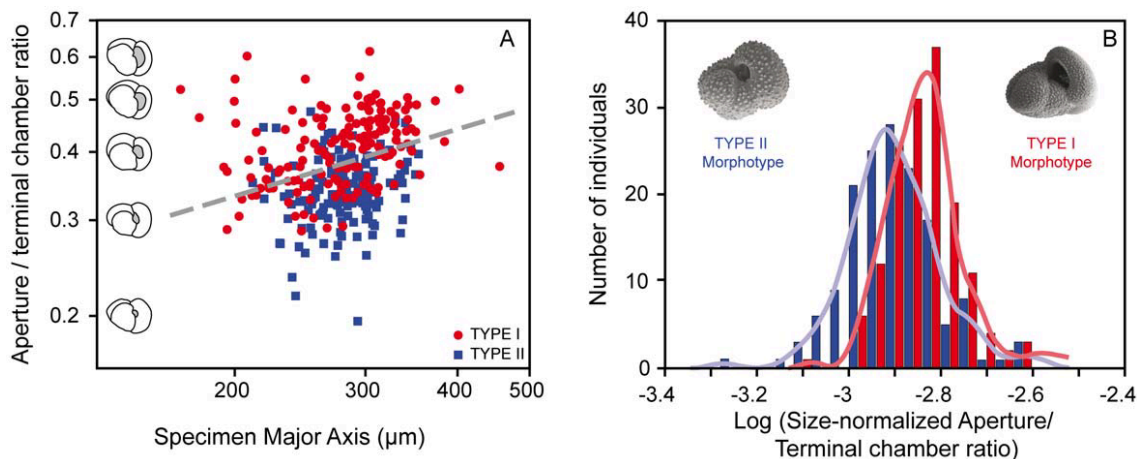 A
Aperture / terminal chamber ratio
0.7
0.6
0.5
0.4
0.3
0.2
TYPE I
TYPE II
200
300
400
500
Specimen Major Axis (µm)
B
Number of individuals
40
30
20
10
0
TYPE II
Morphotype
TYPE I
Morphotype
-3.4
-3.2
-3
-2.8
-2.6
-2.4
Log (Size-normalized Aperture/
Terminal chamber ratio)